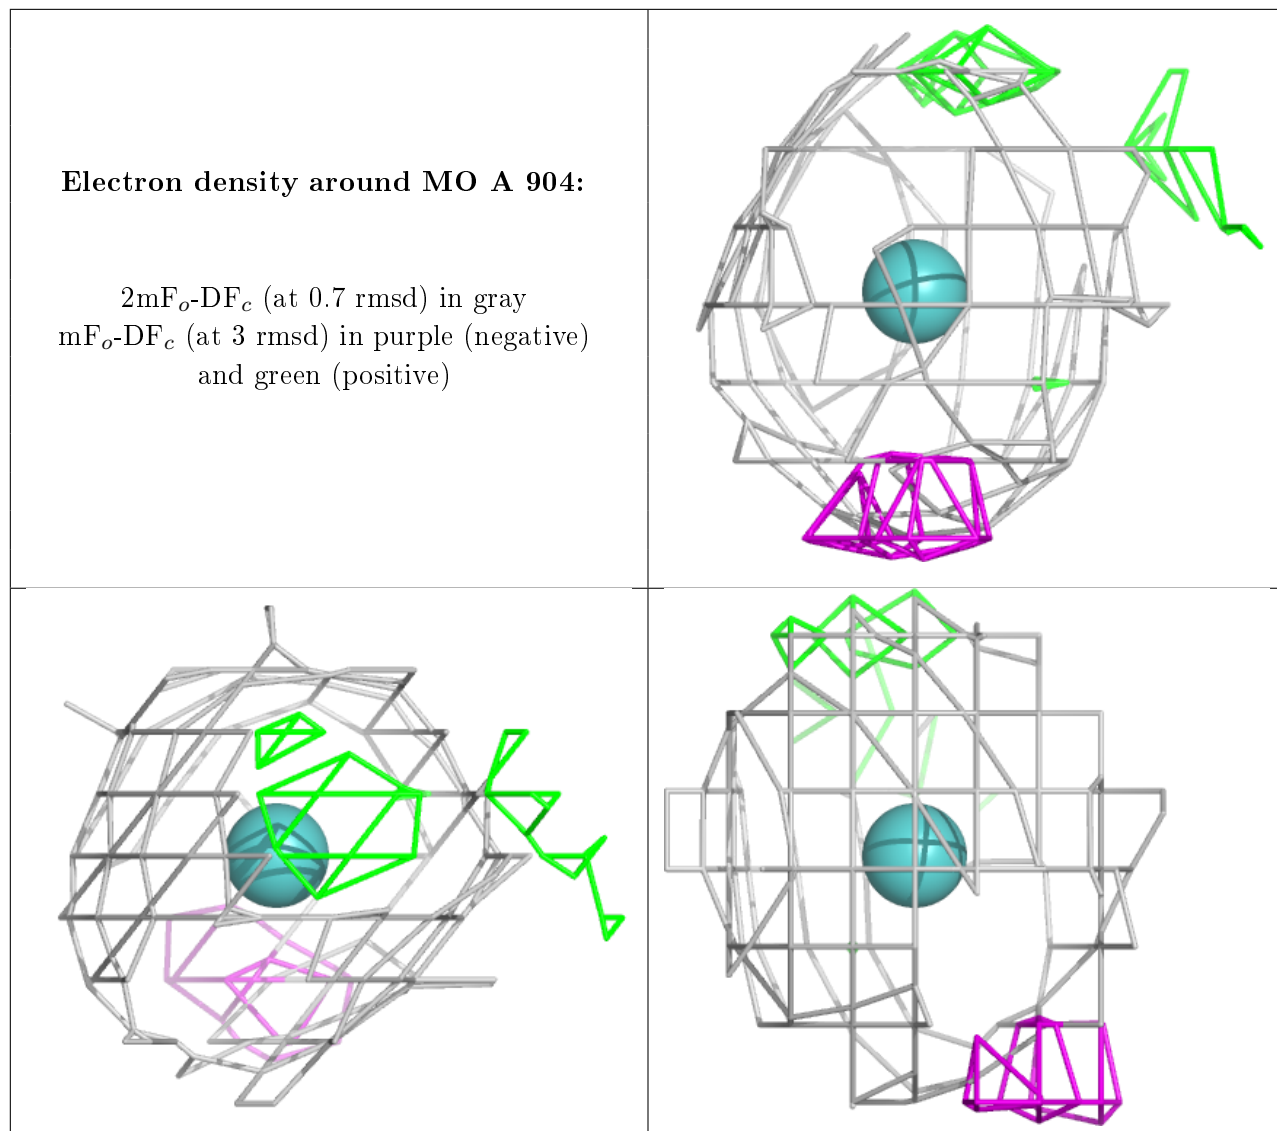 Electron density around MO A 904:
2mFo-DFc (at 0.7 rmsd) in gray
mFo-DFc (at 3 rmsd) in purple (negative)
and green (positive)